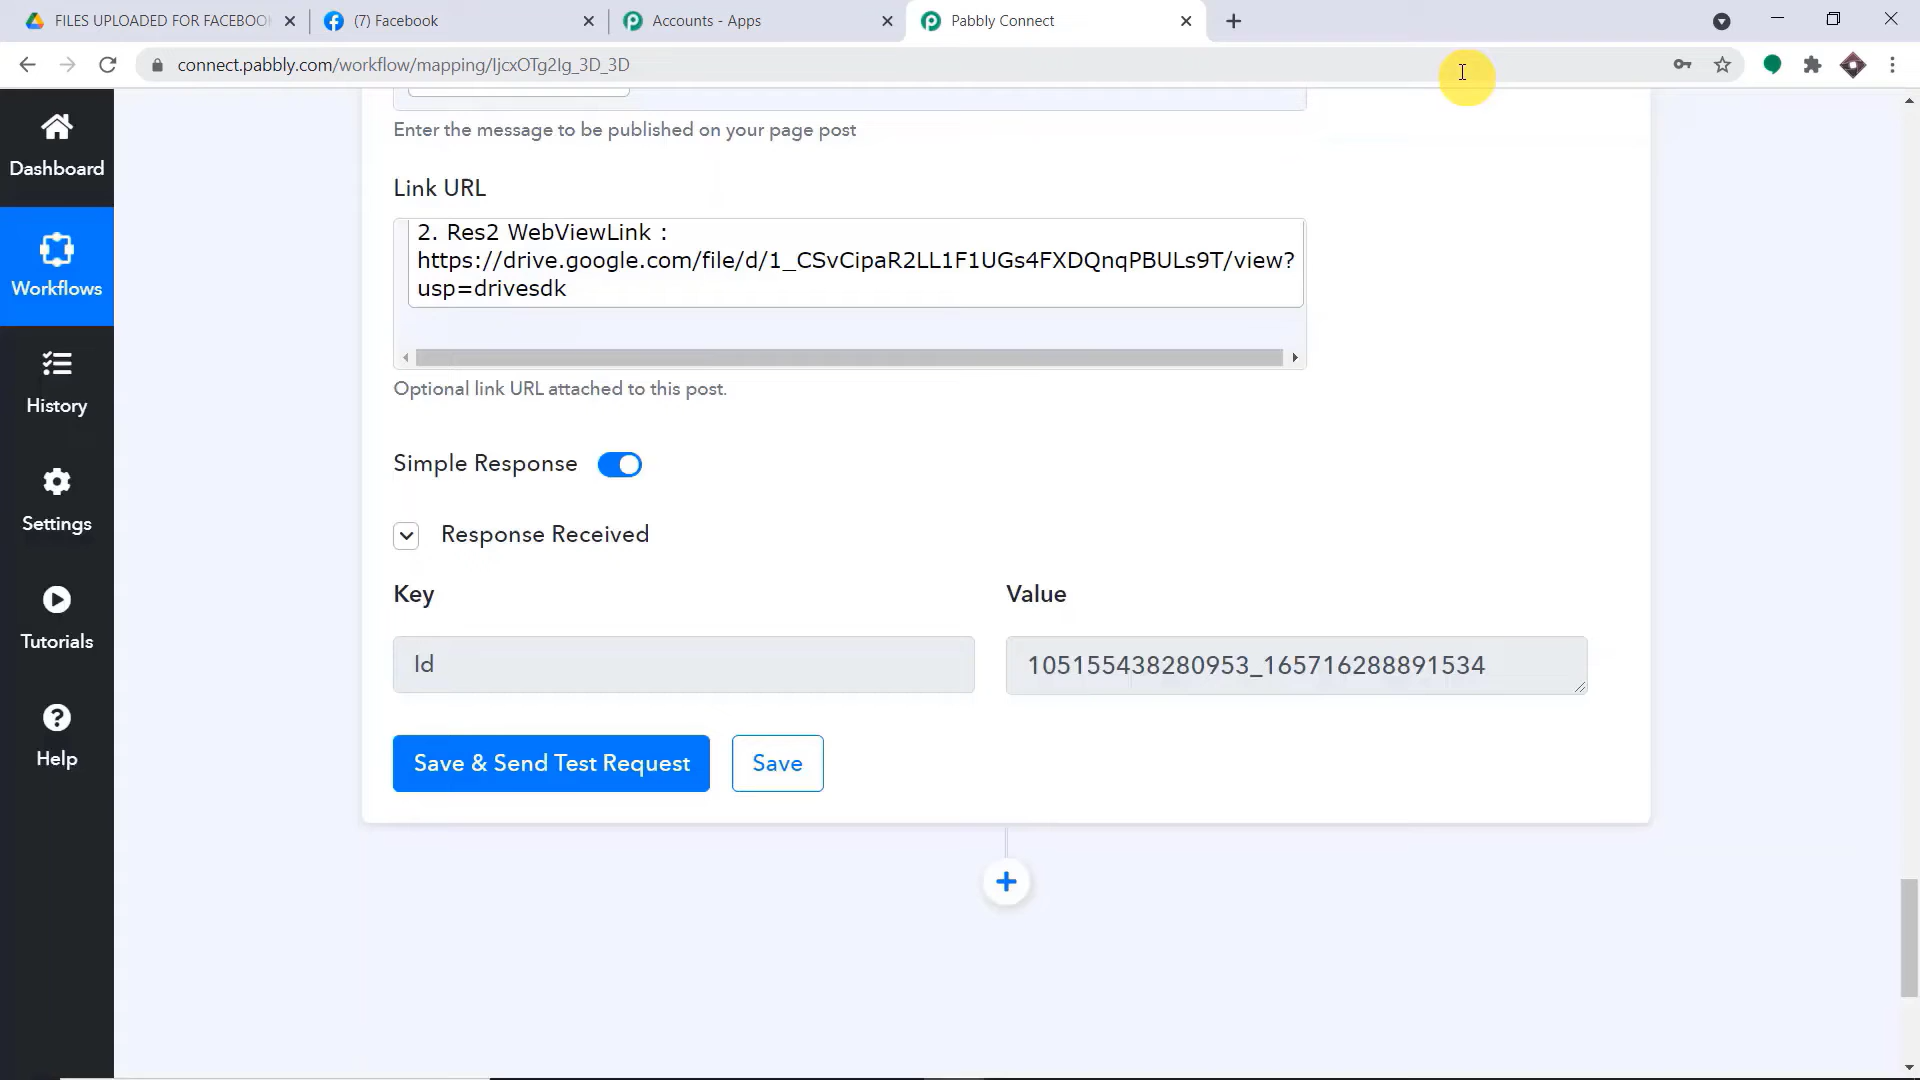 FILES UPLOADED FOR FACEBOO
(7) Facebook
Accounts - Apps
Pabbly Connect
connect.pabbly.com/workflow/mapping/IjcxOTg2Ig_3D_3D
Dashboard
Workflows
History
Settings
Tutorials
Help
Enter the message to be published on your page post
Link URL
2. Res2 WebViewLink :
https://drive.google.com/file/d/1_CSvCipaR2LL1F1UGs4FXDQnqPBULs9T/view?
usp=drivesdk
Optional link URL attached to this post.
Simple Response
Response Received
Key
Value
Id
105155438280953_165716288891534
Save & Send Test Request
Save